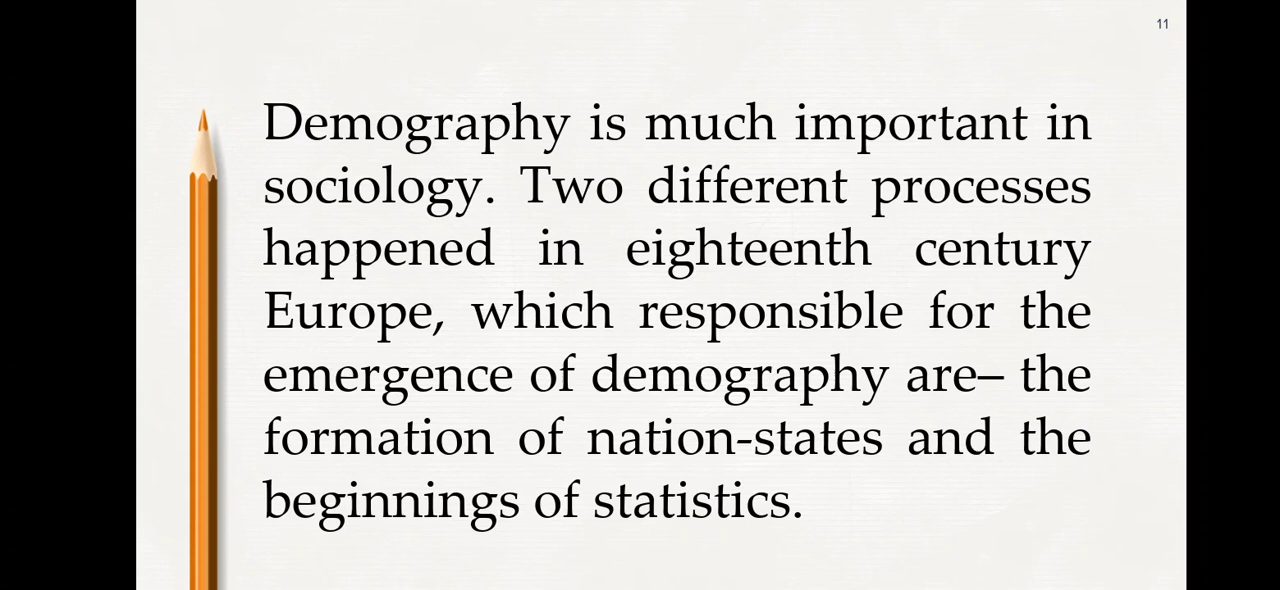 11
Demography is much important in
sociology. Two different processes
happened in eighteenth century
Europe, which responsible for the
emergence of demography are– the
formation of nation-states and the
beginnings of statistics.